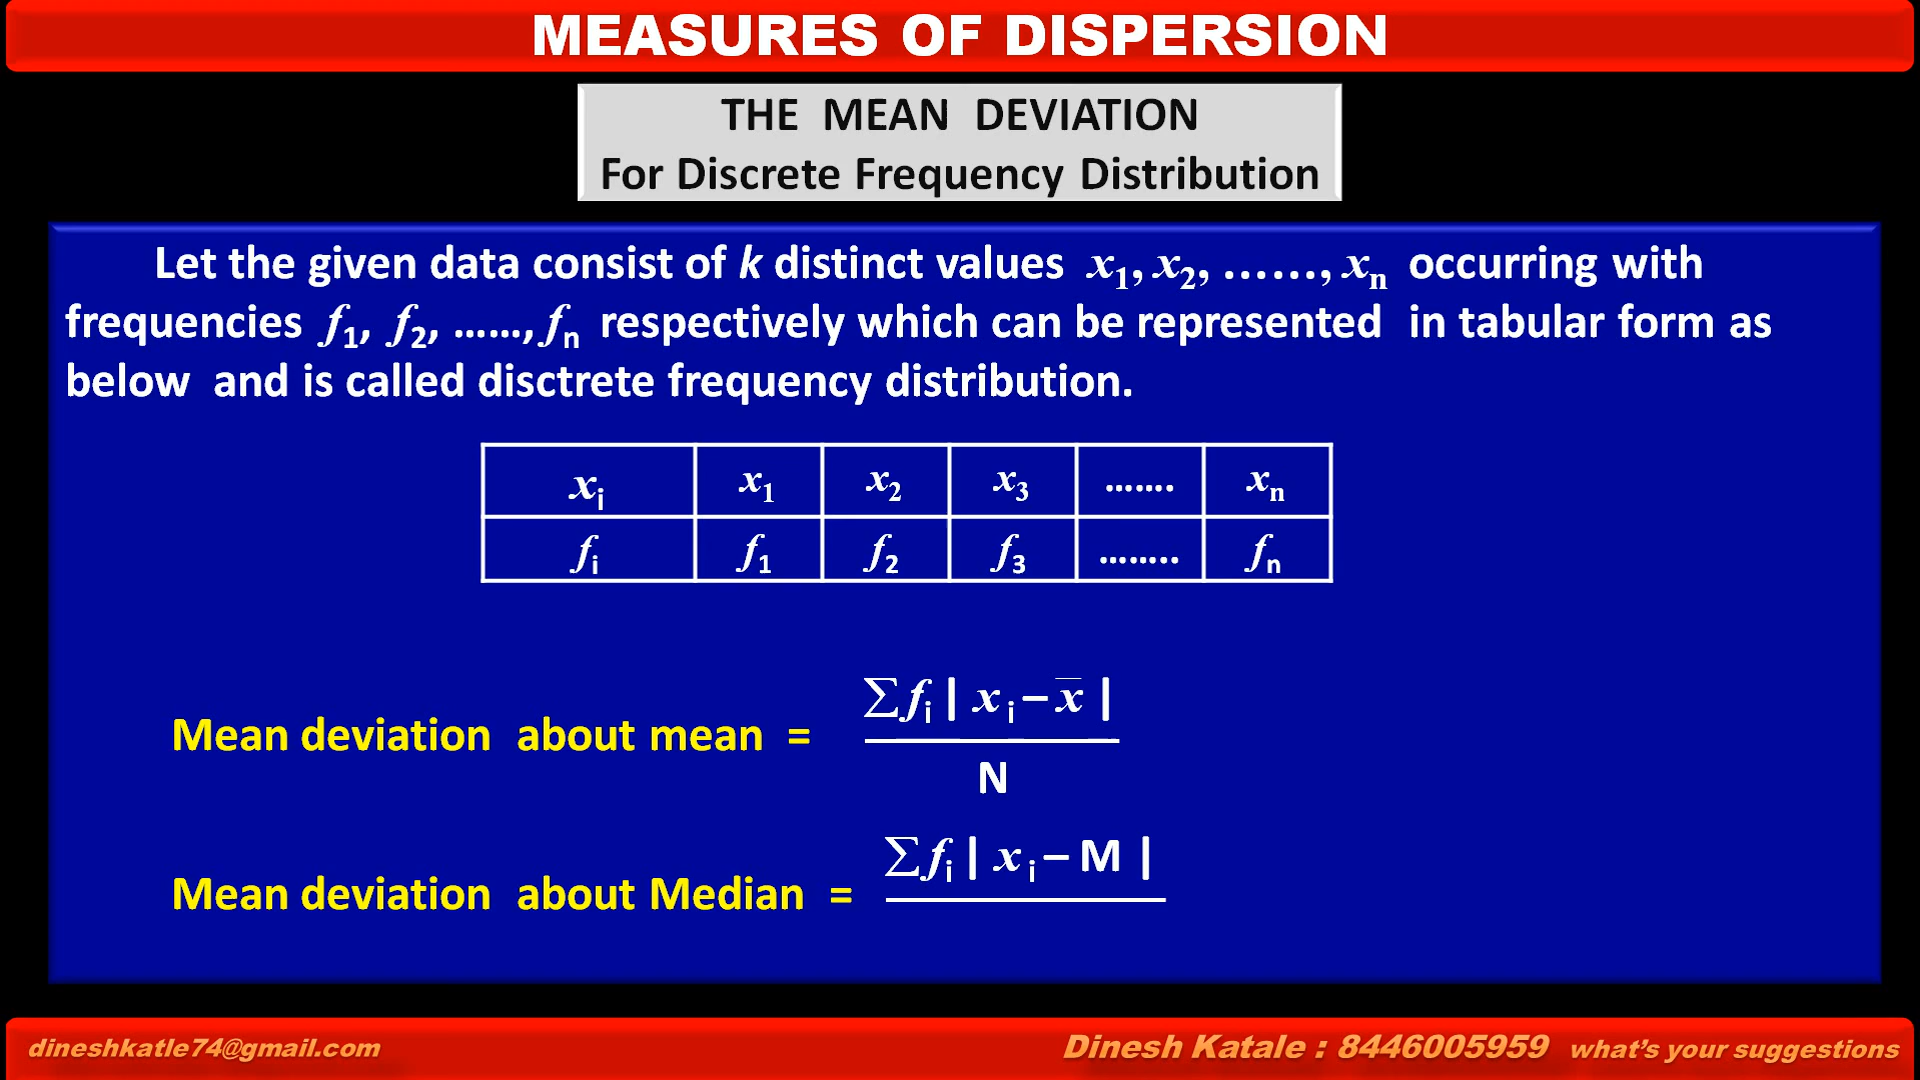 MEASURES OF DISPERSION
THE MEAN DEVIATION
For Discrete Frequency Distribution
Let the given data consist of k distinct values x₁, x₂, ……, xₙ occurring with
frequencies f₁, f₂, ……, fₙ respectively which can be represented in tabular form as
below and is called disctrete frequency distribution.
xᵢ x₁ x₂ x₃ ……. xₙ
fᵢ f₁ f₂ f₃ …….. fₙ
∑fᵢ | xᵢ – x̅ |
Mean deviation about mean =
N
∑fᵢ | xᵢ – M |
Mean deviation about Median =
dineshkatle74@gmail.com
Dinesh Katale : 8446005959 what's your suggestions